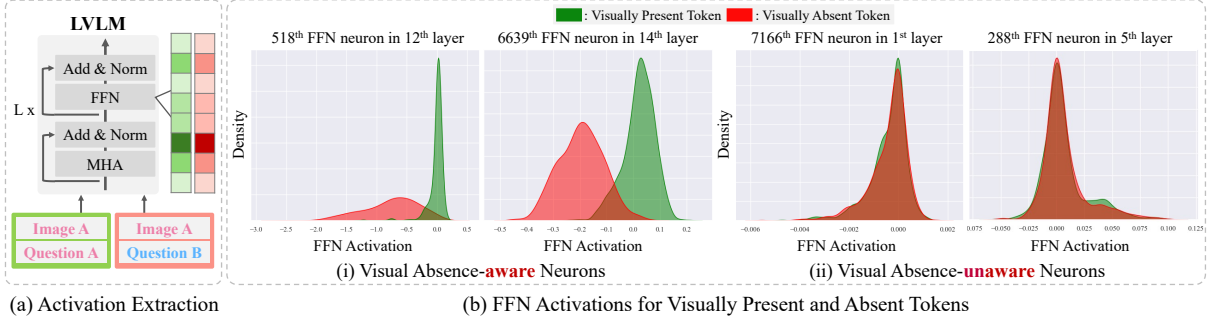 LVLM
Add & Norm
FFN
L x
Add & Norm
MHA
Image A
Question A
Image A
Question B
(a) Activation Extraction
: Visually Present Token
: Visually Absent Token
518th FFN neuron in 12th layer
6639th FFN neuron in 14th layer
7166th FFN neuron in 1st layer
288th FFN neuron in 5th layer
Density
Density
-3.0 -2.5 -2.0 -1.5 -1.0 -0.5 0.0 0.5
-0.5 -0.4 -0.3 -0.2 -0.1 0.0 0.1 0.2
-0.006 -0.004 -0.002 0.000 0.002
0.075 -0.050 -0.025 0.000 0.025 0.050 0.075 0.100 0.125
FFN Activation
FFN Activation
FFN Activation
FFN Activation
(i) Visual Absence-aware Neurons
(ii) Visual Absence-unaware Neurons
(b) FFN Activations for Visually Present and Absent Tokens